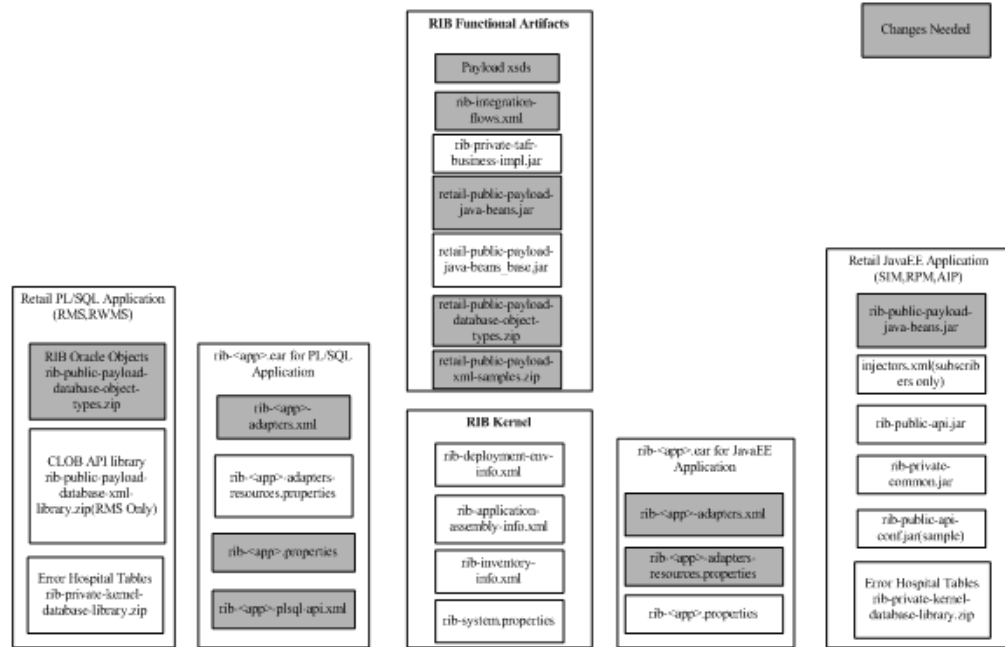 RIB Functional Artifacts
Payload xsds
rib-integration-
flows.xml
rib-private-tafr-
business-impl.jar
retail-public-payload-
java-beans.jar
retail-public-payload-
java-beans_base.jar
retail-public-payload-
database-object-
types.zip
retail-public-payload-
xml-samples.zip
Changes Needed
Retail PL/SQL Application
(RMS,RWMS)
RIB Oracle Objects
rib-public-payload-
database-object-
types.zip
CLOB API library
rib-public-payload-
database-xml-
library.zip(RMS Only)
Error Hospital Tables
rib-private-kernel-
database-library.zip
rib-<app>.ear for PL/SQL
Application
rib-<app>-
adapters.xml
rib-<app>-adapters-
resources.properties
rib-<app>.properties
rib-<app>-plsql-api.xml
RIB Kernel
rib-deployment-env-
info.xml
rib-application-
assembly-info.xml
rib-inventory-
info.xml
rib-system.properties
rib-<app>.ear for JavaEE
Application
rib-<app>-adapters.xml
rib-<app>-adapters-
resources.properties
rib-<app>.properties
Retail JavaEE Application
(SIM,RPM,AIP)
rib-public-payload-
java-beans.jar
injectors.xml(subscri
bers only)
rib-public-api.jar
rib-private-
common.jar
rib-public-api-
conf.jar(sample)
Error Hospital Tables
rib-private-kernel-
database-library.zip